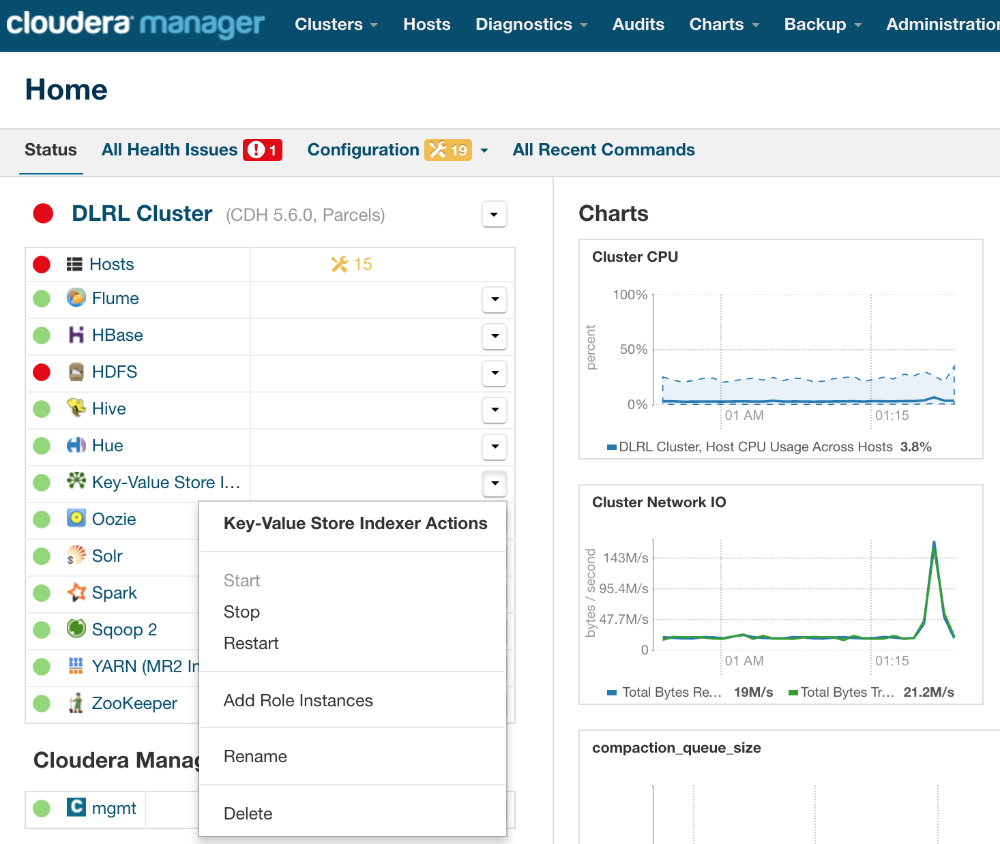 cloudera manager Clusters Hosts Diagnostics Audits Charts Backup Administration
Home
Status All Health Issues 1 Configuration 19 All Recent Commands
DLRL Cluster (CDH 5.6.0, Parcels)
Hosts 15
Flume
HBase
HDFS
Hive
Hue
Key-Value Store I...
Oozie
Solr
Spark
Sqoop 2
YARN (MR2 In
ZooKeeper
Cloudera Manag
mgmt
Key-Value Store Indexer Actions
Start
Stop
Restart
Add Role Instances
Rename
Delete
Charts
Cluster CPU
percent
100%
50%
0%
01 AM 01:15
DLRL Cluster, Host CPU Usage Across Hosts 3.8%
Cluster Network IO
bytes / second
143M/s
95.4M/s
47.7M/s
0
01 AM 01:15
Total Bytes Re... 19M/s Total Bytes Tr... 21.2M/s
compaction_queue_size